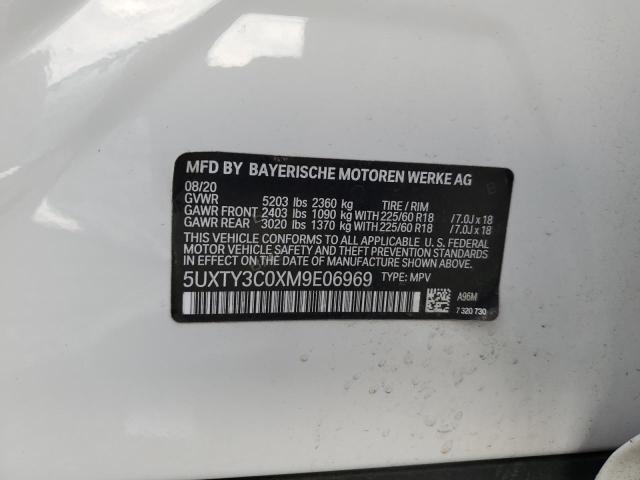 MFD BY BAYERISCHE MOTOREN WERKE AG
08/20
GVWR 5203 lbs 2360 kg TIRE / RIM
GAWR FRONT 2403 lbs 1090 kg WITH 225/60 R18 /7.0J x 18
GAWR REAR 3020 lbs 1370 kg WITH 225/60 R18 /7.0J x 18
THIS VEHICLE CONFORMS TO ALL APPLICABLE U. S. FEDERAL
MOTOR VEHICLE SAFETY AND THEFT PREVENTION STANDARDS
IN EFFECT ON THE DATE OF MANUFACTURE SHOWN ABOVE.
5UXTY3C0XM9E06969 TYPE: MPV
A96M
7 320 730